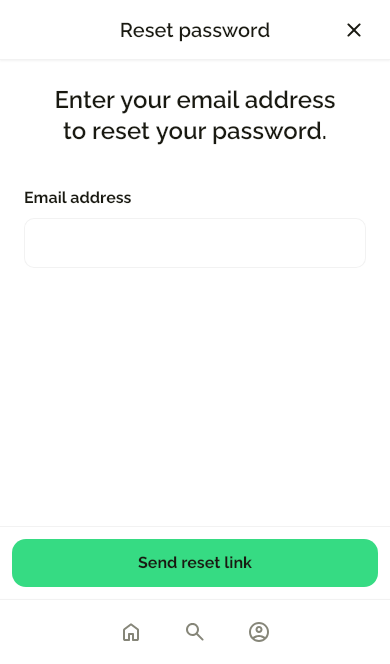 Reset password
Enter your email address
to reset your password.
Email address
Send reset link